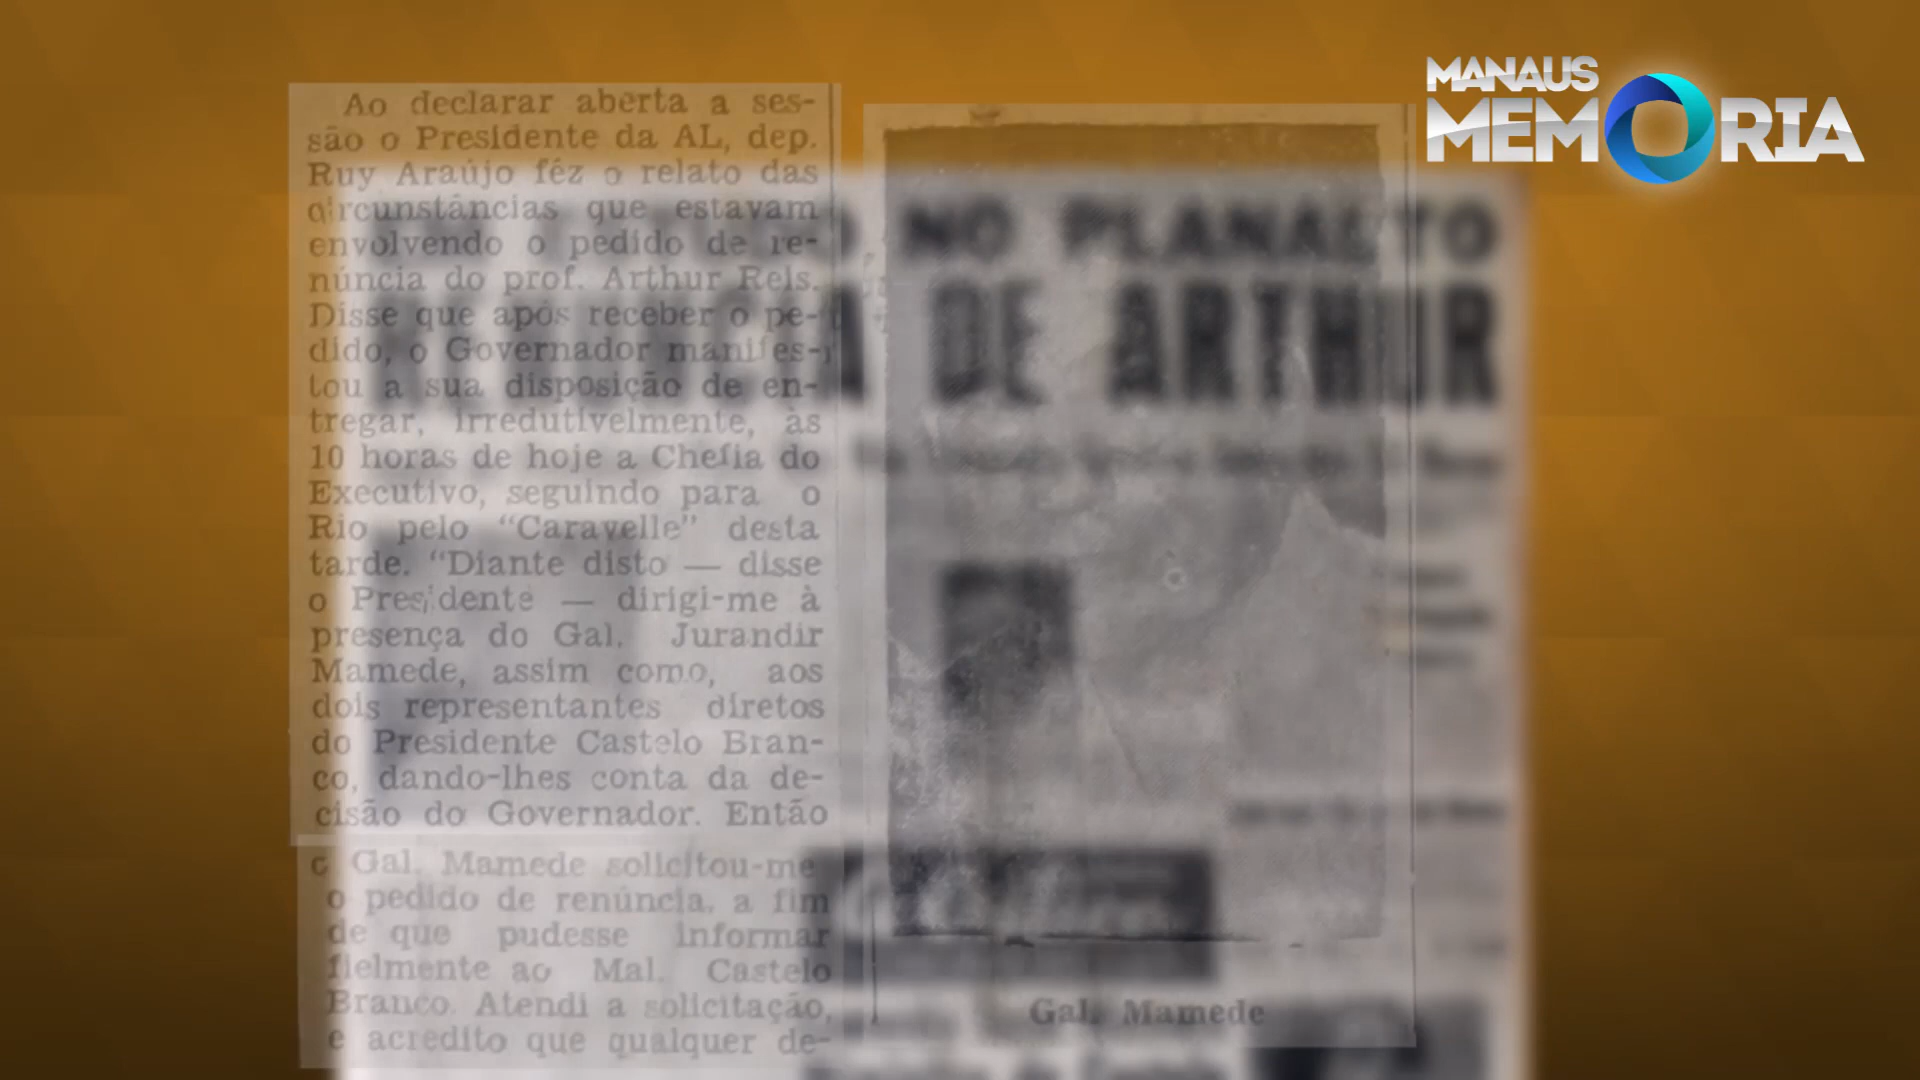 MANAUS
MEMORIA
Ao declarar aberta a ses-
são o Presidente da AL, dep.
Ruy Araújo fêz o relato das
circunstâncias que estavam
envolvendo o pedido de re-
núncia do prof. Arthur Reis.
Disse que após receber o pe-
dido, o Governador manifes-
tou a sua disposição de en-
tregar, irredutivelmente, às
10 horas de hoje a Chefia do
Executivo, seguindo para o
Rio pelo “Caravelle” desta
tarde. “Diante disto — disse
o Presidente — dirigi-me à
presença do Gal. Jurandir
Mamede, assim como, aos
dois representantes diretos
do Presidente Castelo Bran-
co, dando-lhes conta da de-
cisão do Governador. Então
o Gal. Mamede solicitou-me
o pedido de renúncia, a fim
de que pudesse informar
fielmente ao Mal. Castelo
Branco. Atendi a solicitação,
e acredito que qualquer de-
NO PLANALTO
RENÚNCIA DE ARTHUR
Gal. Mamede